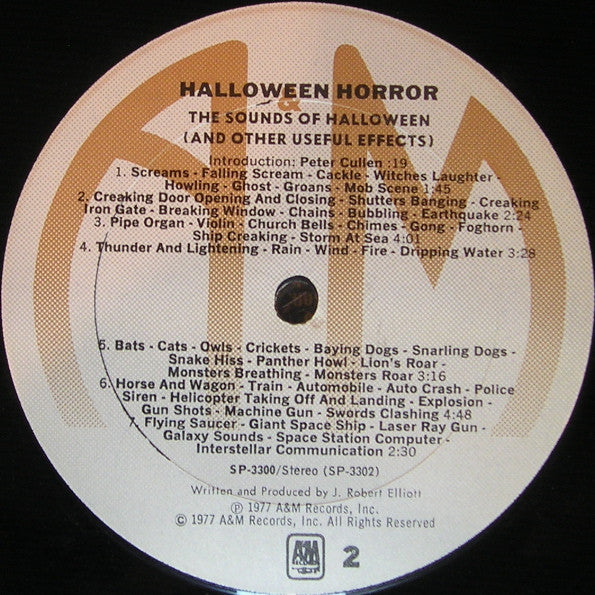 HALLOWEEN HORROR
&
THE SOUNDS OF HALLOWEEN
(AND OTHER USEFUL EFFECTS)
Introduction: Peter Cullen :19
1. Screams - Falling Scream - Cackle - Witches Laughter -
Howling - Ghost - Groans - Mob Scene 1:45
2. Creaking Door Opening And Closing - Shutters Banging - Creaking
Iron Gate - Breaking Window - Chains - Bubbling - Earthquake 2:24
3. Pipe Organ - Violin - Church Bells - Chimes - Gong - Foghorn -
Ship Creaking - Storm At Sea 4:01
4. Thunder And Lightening - Rain - Wind - Fire - Dripping Water 3:28
5. Bats - Cats - Owls - Crickets - Baying Dogs - Snarling Dogs -
Snake Hiss - Panther Howl - Lion's Roar -
Monsters Breathing - Monsters Roar 3:16
6. Horse And Wagon - Train - Automobile - Auto Crash - Police
Siren - Helicopter Taking Off And Landing - Explosion -
Gun Shots - Machine Gun - Swords Clashing 4:48
7. Flying Saucer - Giant Space Ship - Laser Ray Gun -
Galaxy Sounds - Space Station Computer -
Interstellar Communication 2:30
SP-3300/Stereo (SP-3302)
Written and Produced by J. Robert Elliott
℗ 1977 A&M Records, Inc.
© 1977 A&M Records, Inc. All Rights Reserved
A&M 2